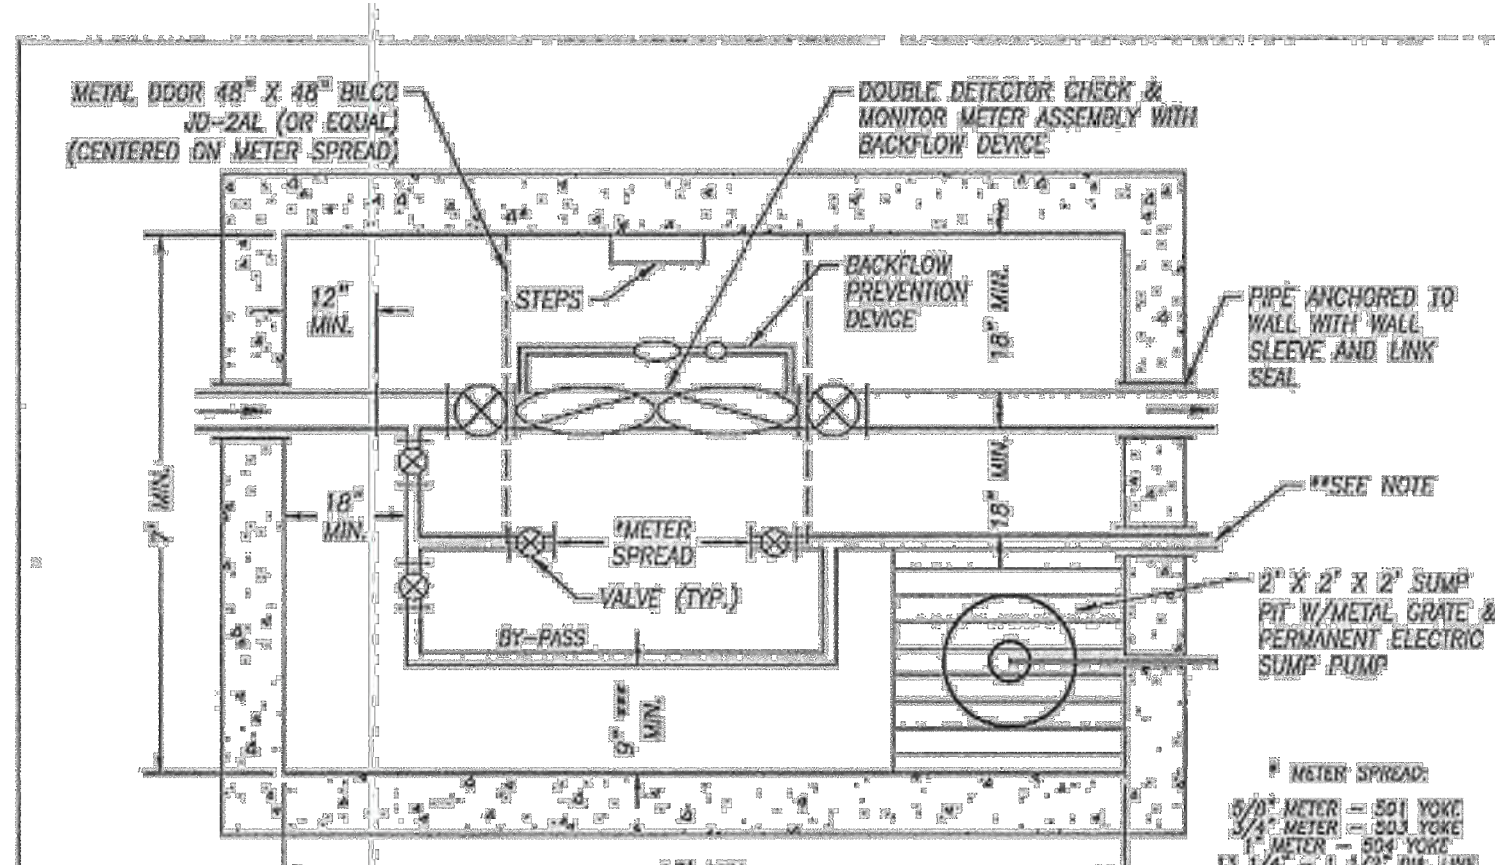 METAL DOOR 48" X 48" BILCO
JD-2AL (OR EQUAL)
(CENTERED ON METER SPREAD)
DOUBLE DETECTOR CHECK &
MONITOR METER ASSEMBLY WITH
BACKFLOW DEVICE
STEPS
BACKFLOW
PREVENTION
DEVICE
12"
MIN.
18" MIN.
PIPE ANCHORED TO
WALL WITH WALL
SLEEVE AND LINK
SEAL
MIN.
18"
MIN.
18" MIN.
**SEE NOTE
*METER
SPREAD
VALVE (TYP.)
BY-PASS
2' X 2' X 2' SUMP
PIT W/METAL GRATE &
PERMANENT ELECTRIC
SUMP PUMP
9" ***
MIN.
* METER SPREAD:
METER - 501 YOKE
METER - 503 YOKE
1" METER - 504 YOKE